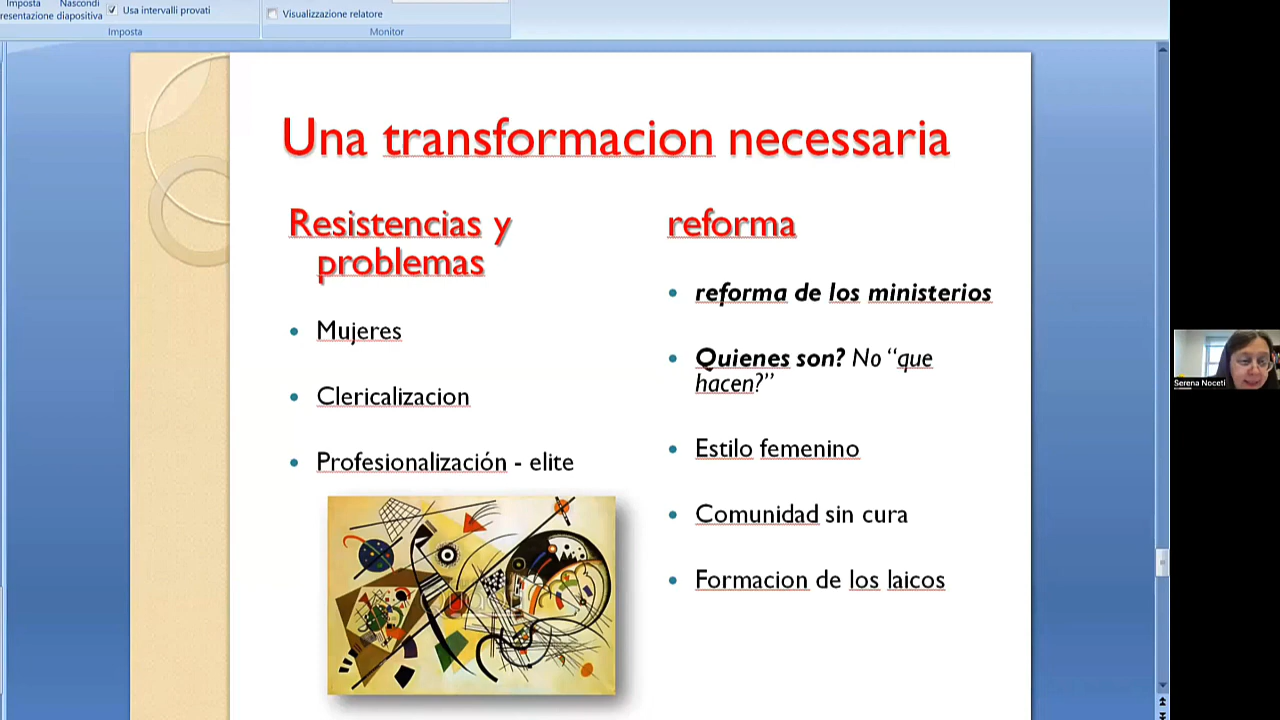 Imposta
Nascondi
Usa intervalli provati
resentazione
diapositiva
Visualizzazione relatore
Imposta
Monitor
Una transformacion necessaria
Resistencias y
problemas
Mujeres
Clericalizacion
Profesionalización - elite
reforma
reforma de los ministerios
Quienes son? No “que
hacen?”
Estilo femenino
Comunidad sin cura
Formacion de los laicos
Serena Noceti